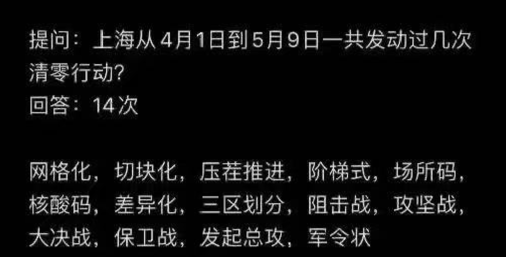 提问：上海从4月1日到5月9日一共发动过几次
清零行动？
回答：14次
网格化，切块化，压茬推进，阶梯式，场所码，
核酸码，差异化，三区划分，阻击战，攻坚战，
大决战，保卫战，发起总攻，军令状